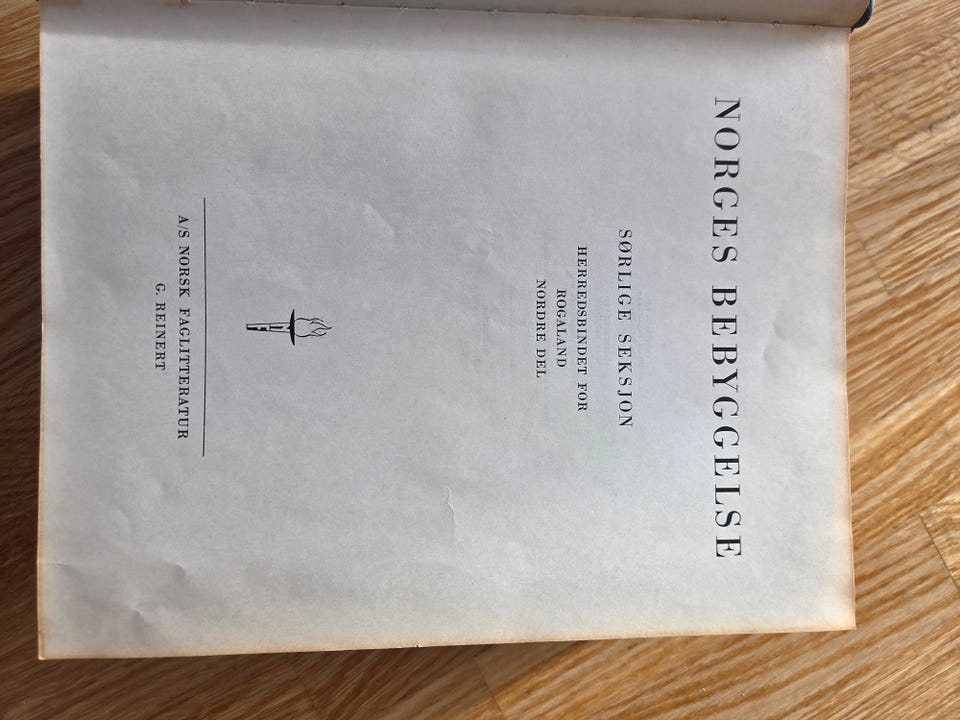 NORGES BEBYGGELSE
SØRLIGE SEKSJON
HERREDSBINDET FOR
ROGALAND
NORDRE DEL
A/S NORSK FAGLITTERATUR
G. REINERT